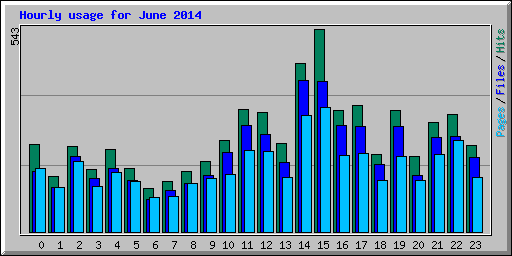 Hourly usage for June 2014
543
Pages/Files/Hits
0 1 2 3 4 5 6 7 8 9 10 11 12 13 14 15 16 17 18 19 20 21 22 23